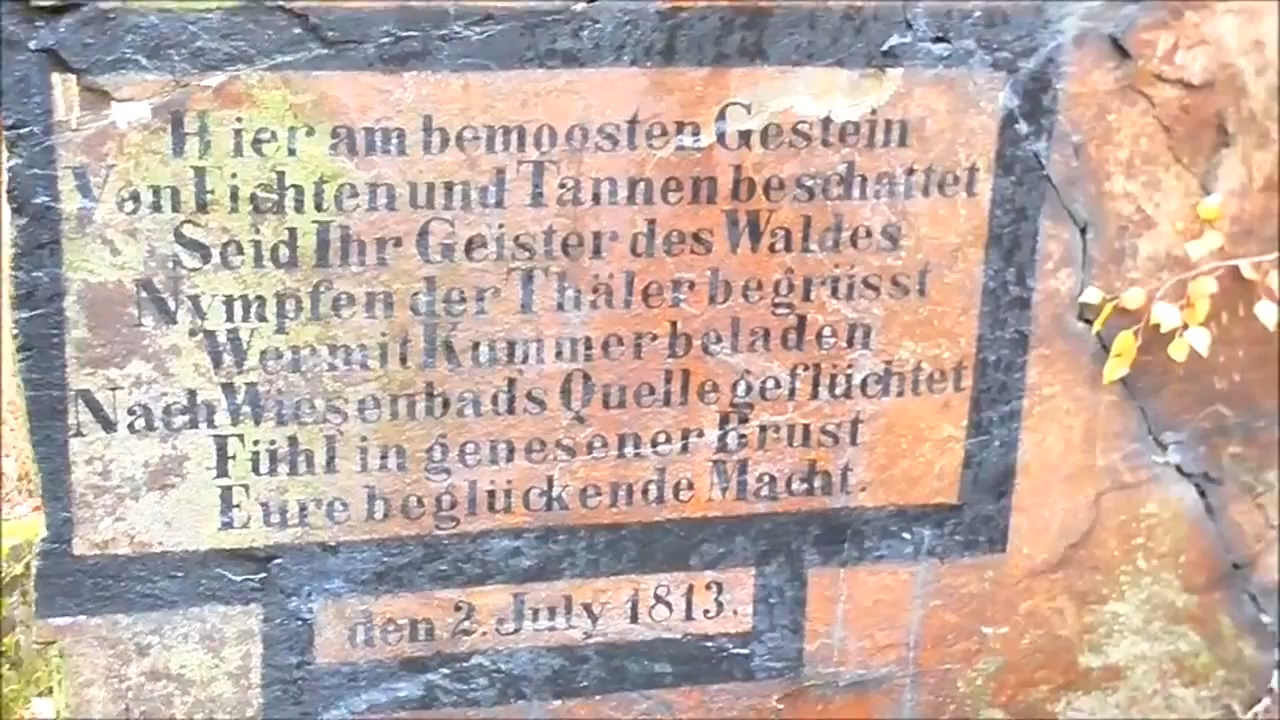 Hier am bemoosten Gestein
Von Fichten und Tannen beschattet
Seid Ihr Geister des Waldes
Nympfen der Thäler begrüsst
Wer mit Kummer beladen
Nach Wiesenbads Quelle geflüchtet
Fühl in genesener Brust
Eure beglückende Macht.
den 2. July 1813.